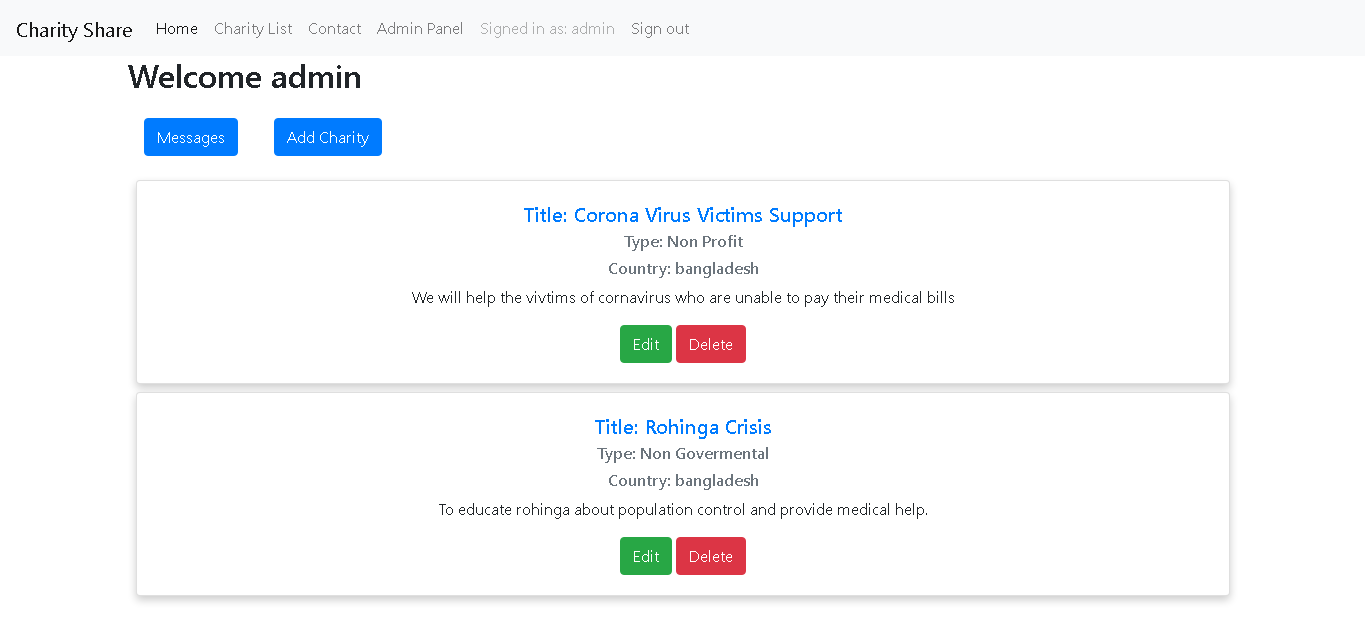 Charity Share Home Charity List Contact Admin Panel Signed in as: admin Sign out
Welcome admin
Messages Add Charity
Title: Corona Virus Victims Support
Type: Non Profit
Country: bangladesh
We will help the vivtims of cornavirus who are unable to pay their medical bills
Edit Delete
Title: Rohinga Crisis
Type: Non Govermental
Country: bangladesh
To educate rohinga about population control and provide medical help.
Edit Delete